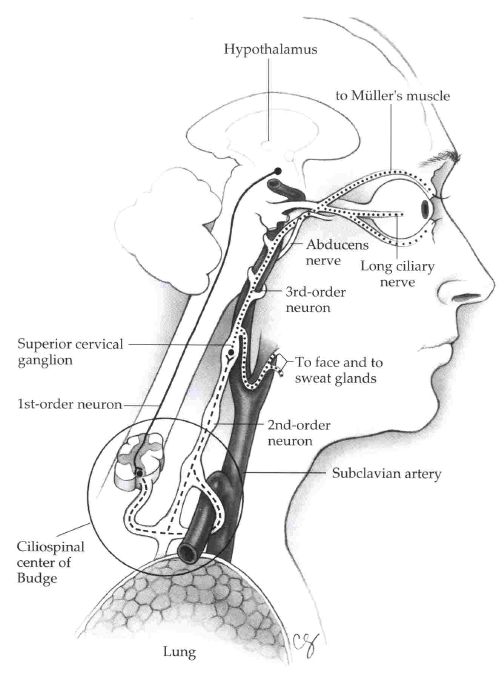 Hypothalamus
to Müller's muscle
Abducens
nerve
Long ciliary
nerve
3rd-order
neuron
Superior cervical
ganglion
To face and to
sweat glands
1st-order neuron
2nd-order
neuron
Subclavian artery
Ciliospinal
center of
Budge
Lung